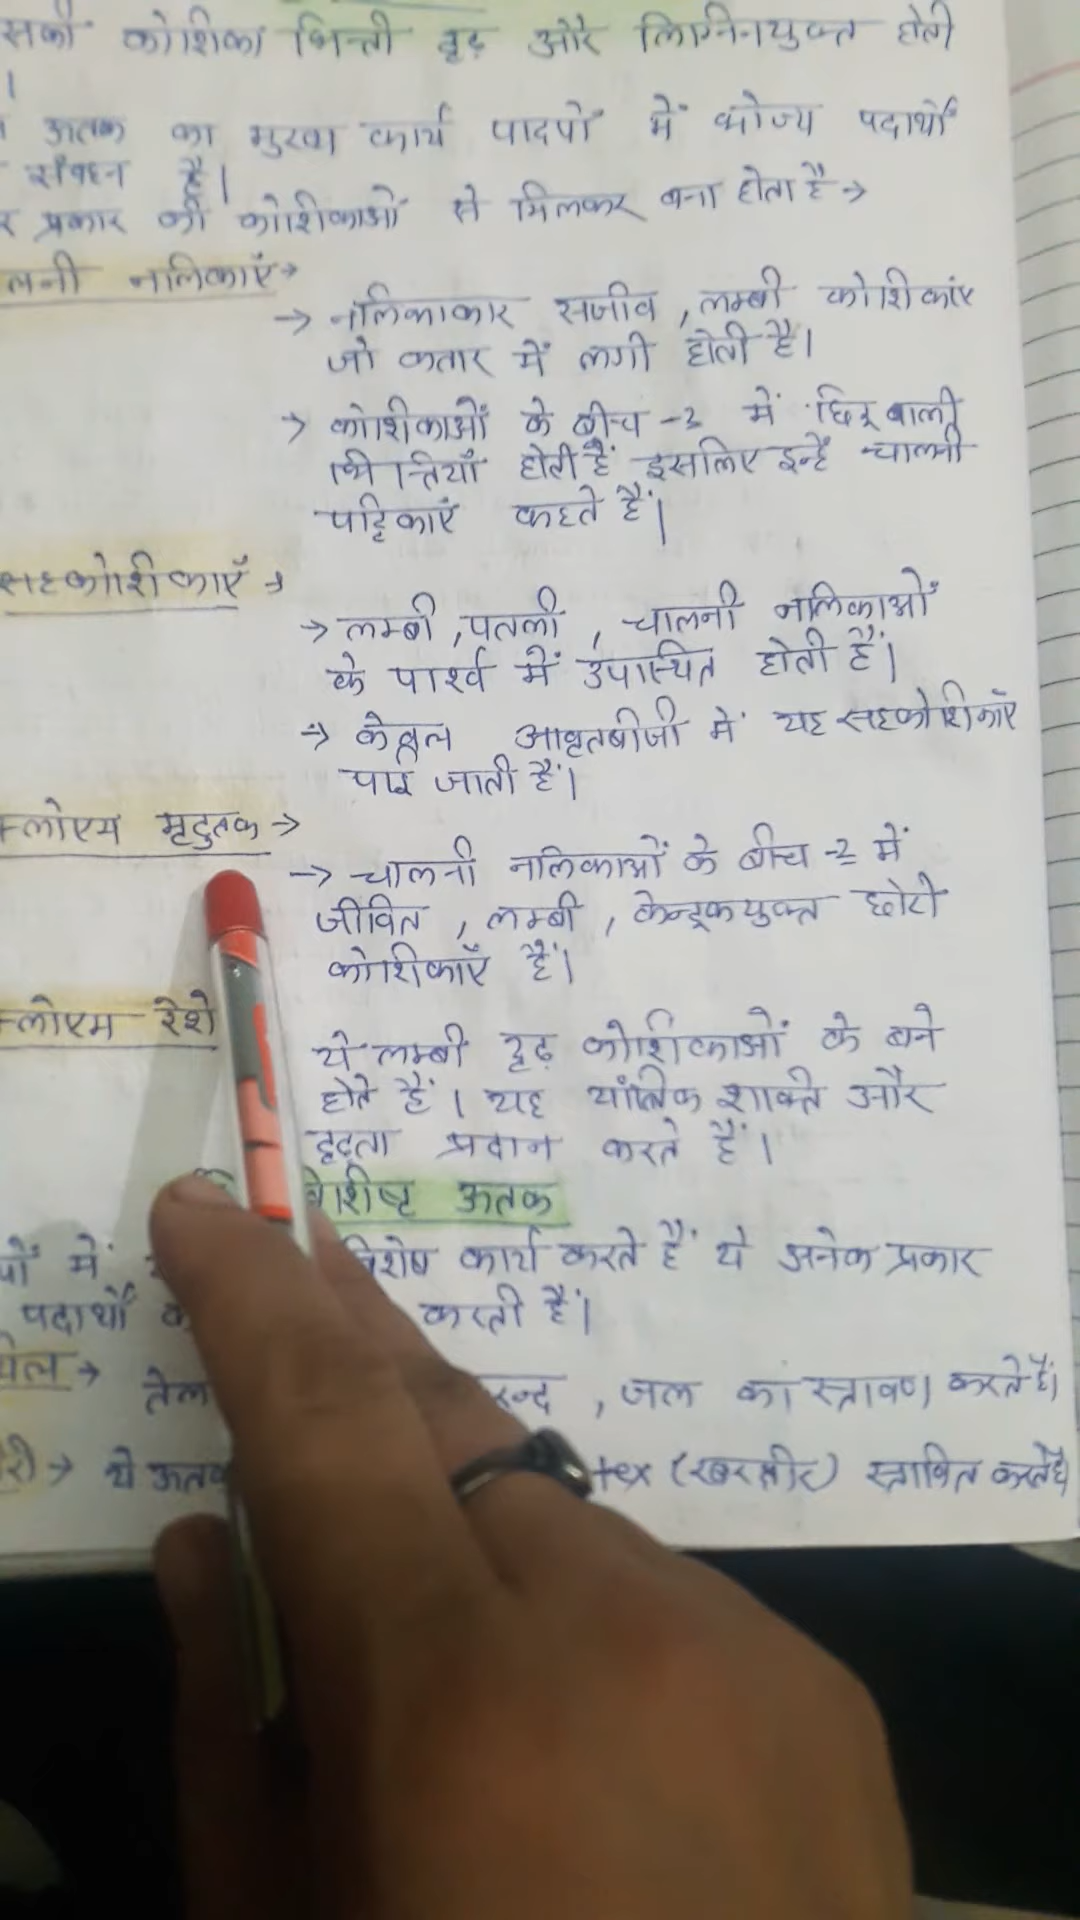 कोशिका भित्ती दृढ़ और लिग्निनयुक्त होती
।
ऊतक का मुख्य कार्य पादपों में भोज्य पदार्थों
संवहन है।
प्रकार की कोशिकाओं से मिलकर बना होता है →
लनी नलिकाएँ →
→ नलिकाकार सजीव , लम्बी कोशिकाएं
जो कतार में लगी होती है।
→ कोशिकाओं के बीच -2 में छिद्र वाली
भित्तियाँ होती हैं इसलिए इन्हें चालनी
पट्टिकाएँ कहते हैं।
सहकोशिकाएँ →
→ लम्बी , पतली , चालनी नलिकाओं
के पार्श्व में उपस्थित होती हैं।
→ केवल आवृतबीजी में यह सहकोशिकाएँ
पाई जाती हैं।
फ्लोएम मृदुतक →
→ चालनी नलिकाओं के बीच -2 में
जीवित , लम्बी , केन्द्रकयुक्त छोटी
कोशिकाएँ हैं।
फ्लोएम रेशे
ये लम्बी दृढ़ कोशिकाओं के बने
होते हैं । यह यांत्रिक शक्ति और
दृढ़ता प्रदान करते हैं ।
विशिष्ट ऊतक
में विशेष कार्य करते हैं ये अनेक प्रकार
पदार्थों करती हैं।
→ तेल , जल का स्त्रावण करते हैं।
→ ये ऊतक tex (रबरक्षीर) स्त्रावित करते है